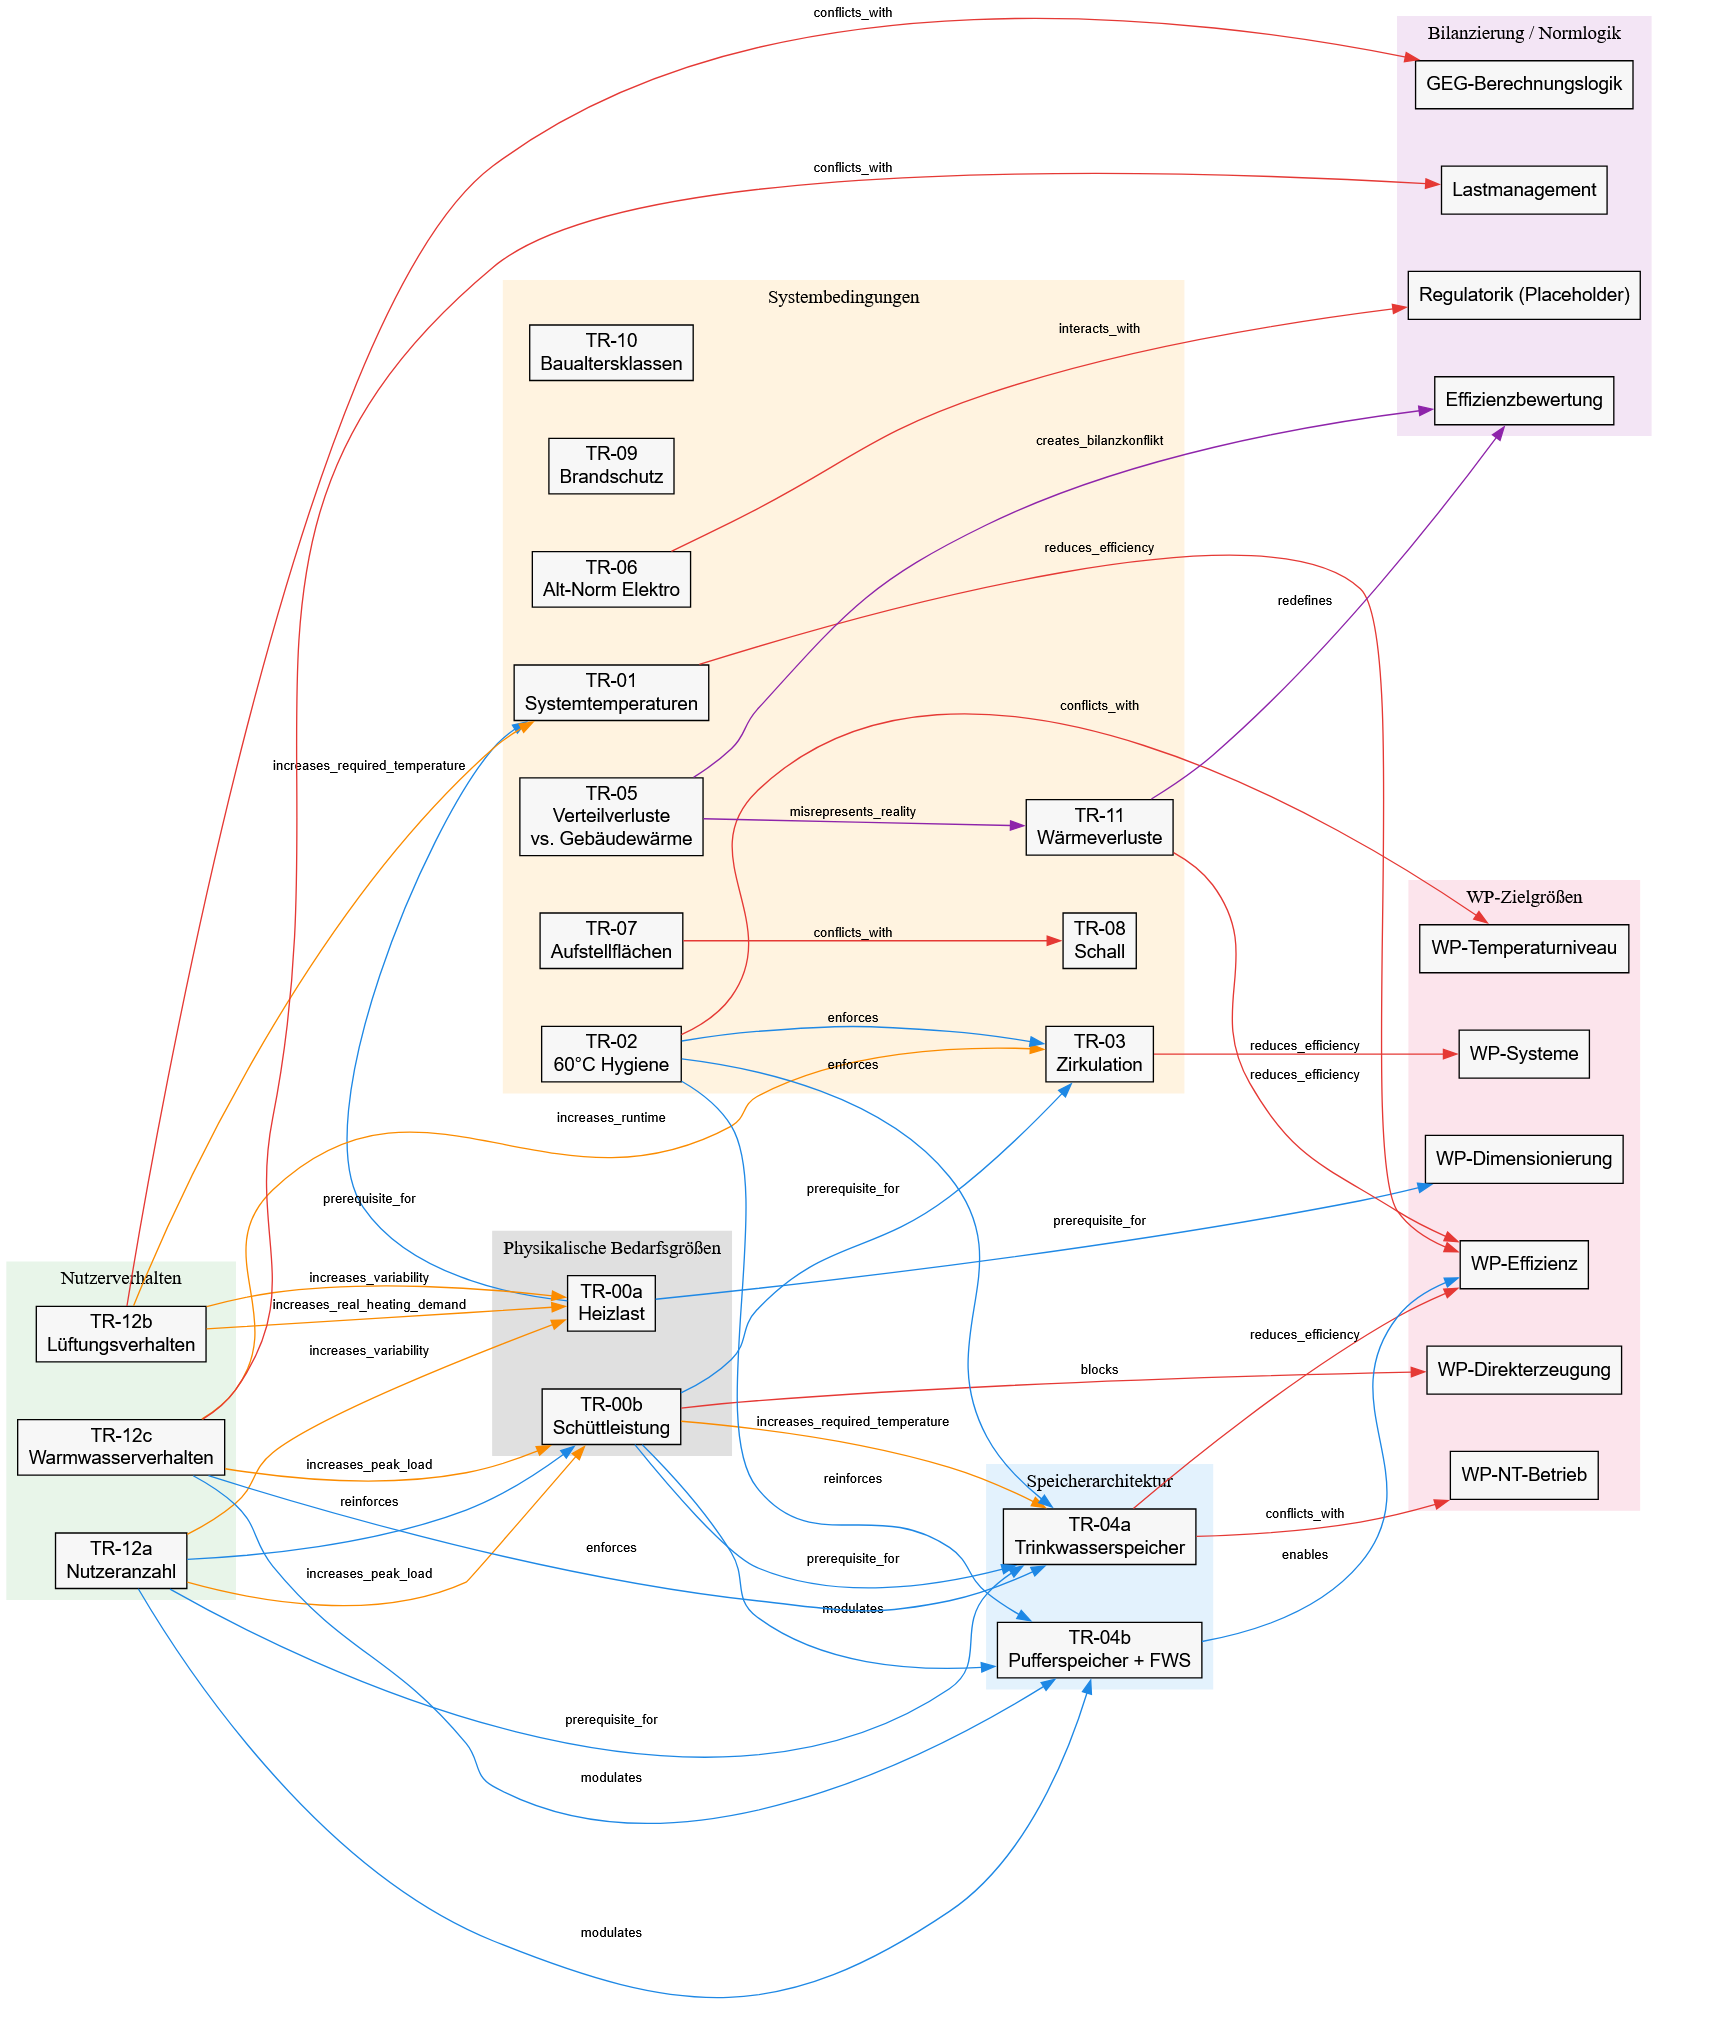 conflicts_with
Bilanzierung / Normlogik
GEG-Berechnungslogik
conflicts_with
Lastmanagement
Regulatorik (Placeholder)
Effizienzbewertung
Systembedingungen
TR-10
Baualtersklassen
interacts_with
TR-09
Brandschutz
creates_bilanzkonflikt
TR-06
Alt-Norm Elektro
reduces_efficiency
redefines
TR-01
Systemtemperaturen
conflicts_with
increases_required_temperature
TR-05
Verteilverluste
vs. Gebäudewärme
misrepresents_reality
TR-11
Wärmeverluste
TR-07
Aufstellflächen
conflicts_with
TR-08
Schall
TR-02
60°C Hygiene
enforces
enforces
TR-03
Zirkulation
WP-Zielgrößen
WP-Temperaturniveau
reduces_efficiency
WP-Systeme
reduces_efficiency
increases_runtime
WP-Dimensionierung
prerequisite_for
prerequisite_for
prerequisite_for
WP-Effizienz
Physikalische Bedarfsgrößen
TR-00a
Heizlast
Nutzerverhalten
increases_variability
increases_real_heating_demand
TR-12b
Lüftungsverhalten
increases_variability
reduces_efficiency
blocks
WP-Direkterzeugung
TR-00b
Schüttleistung
increases_required_temperature
TR-12c
Warmwasserverhalten
increases_peak_load
reinforces
reinforces
WP-NT-Betrieb
Speicherarchitektur
TR-04a
Trinkwasserspeicher
conflicts_with
TR-12a
Nutzeranzahl
enforces
increases_peak_load
prerequisite_for
enables
modulates
TR-04b
Pufferspeicher + FWS
prerequisite_for
modulates
modulates